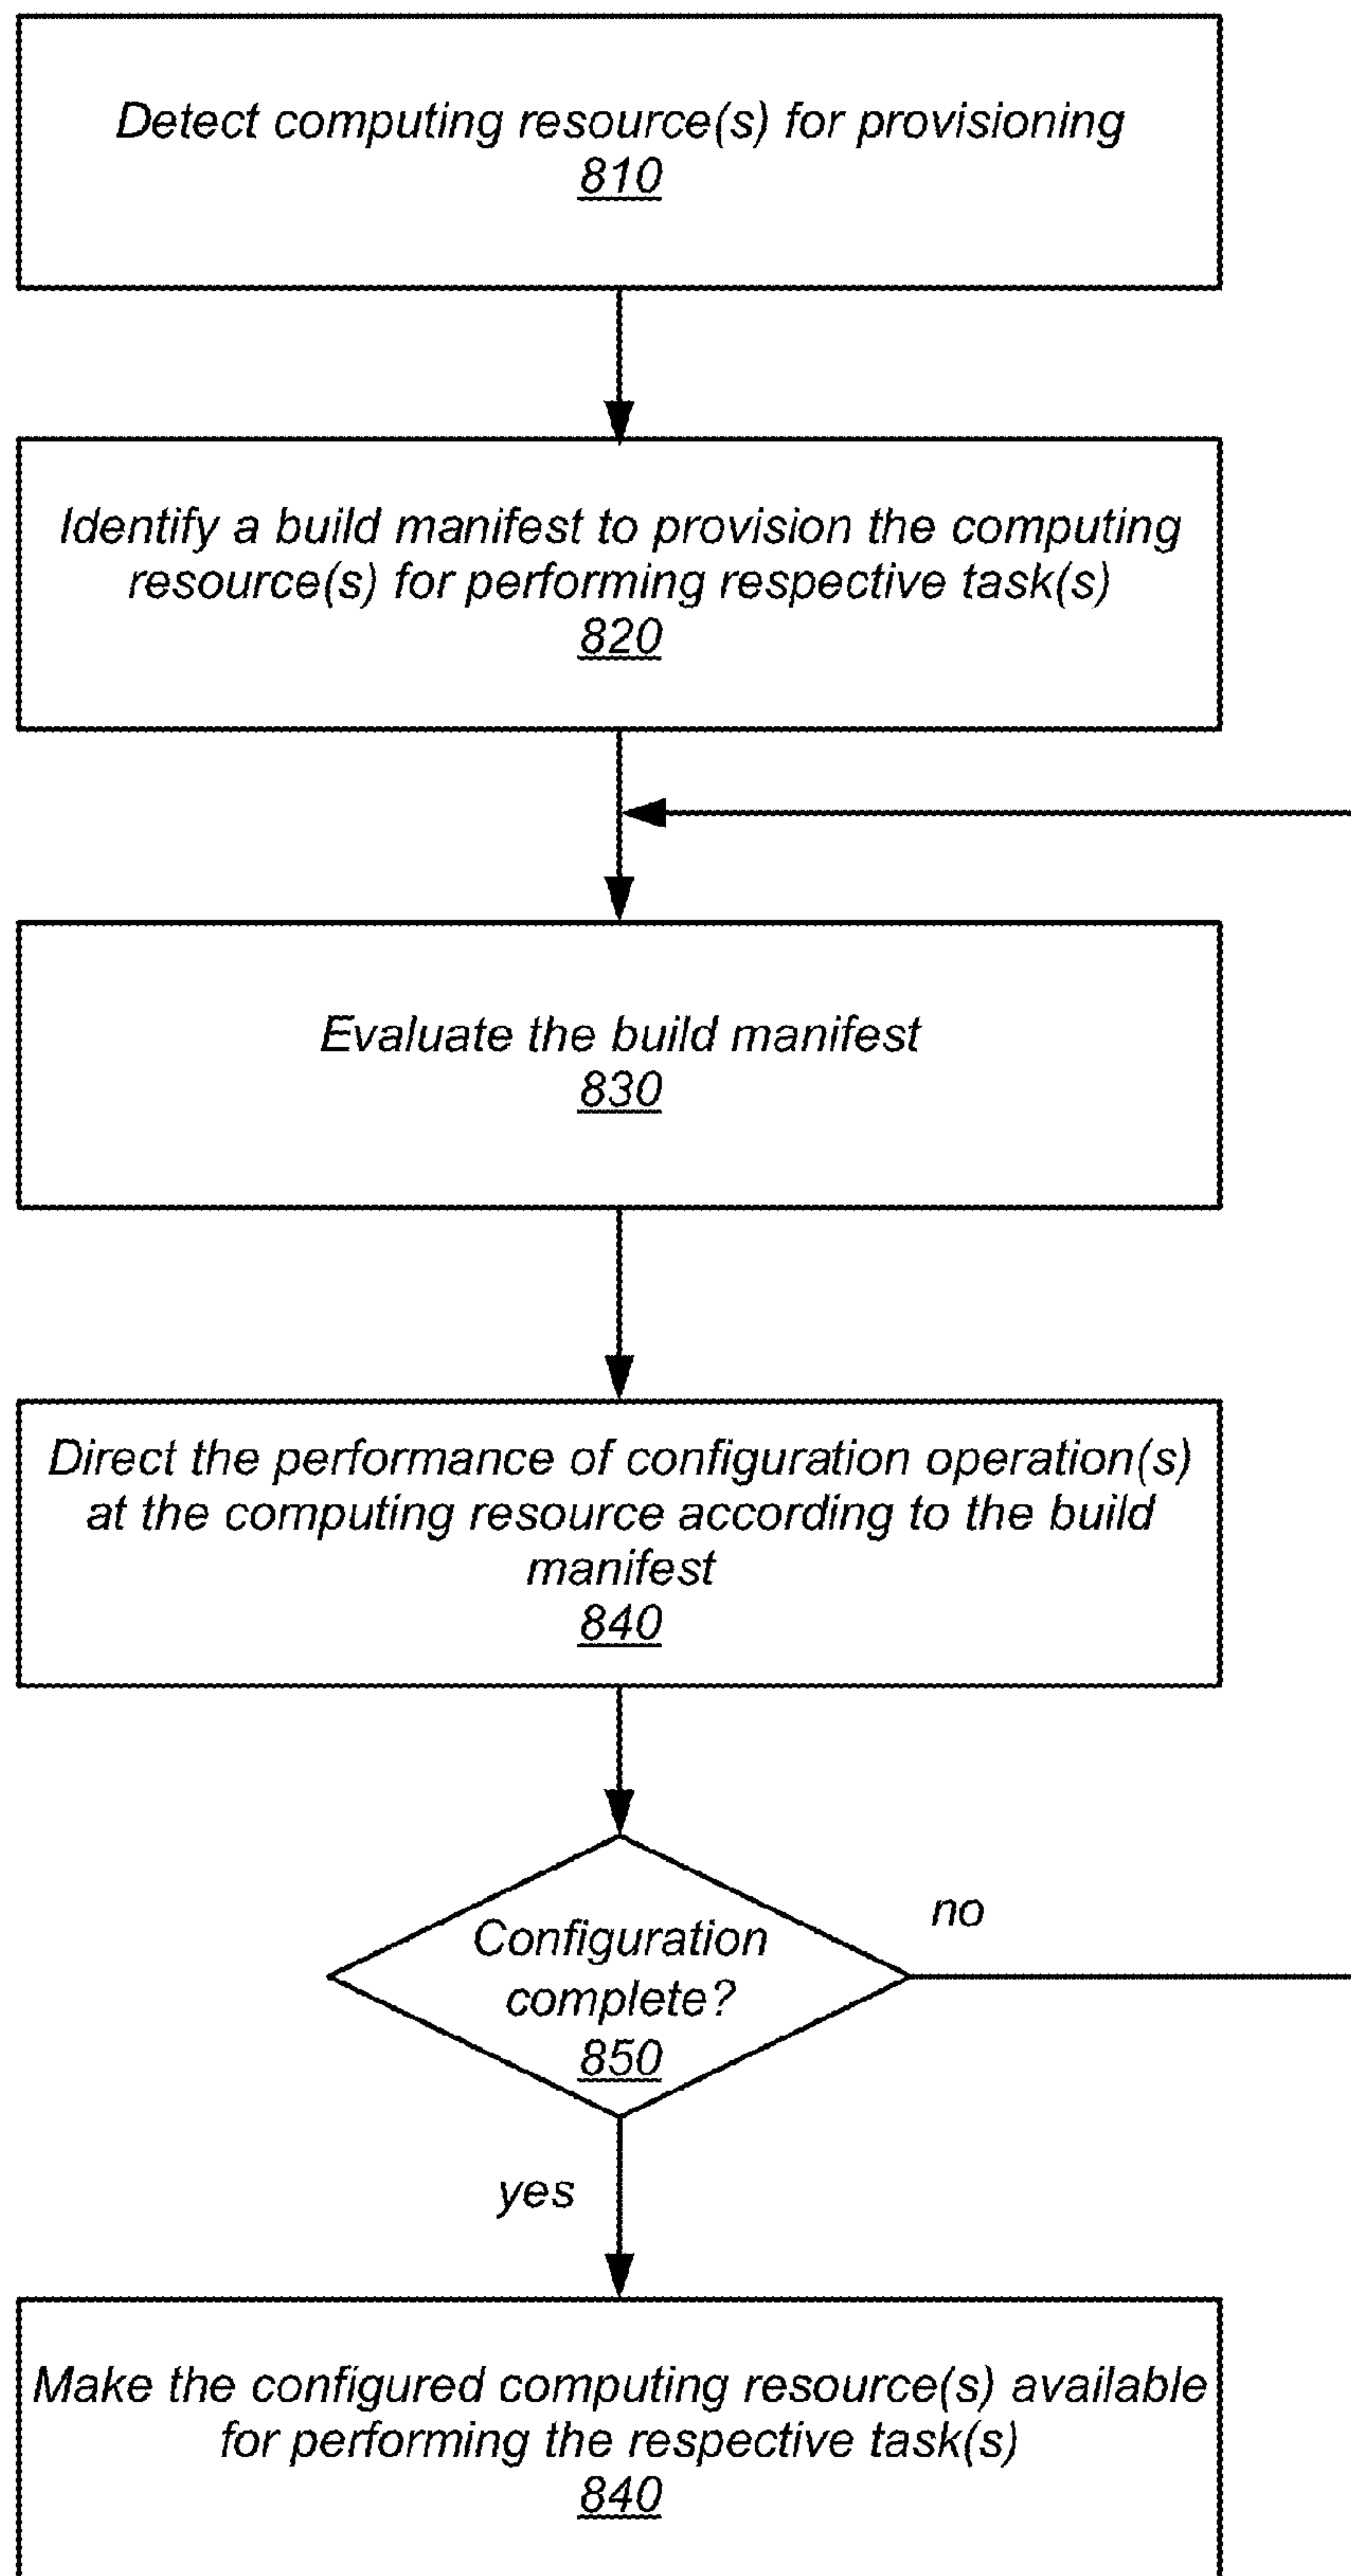 Detect computing resource(s) for provisioning
810
Identify a build manifest to provision the computing
resource(s) for performing respective task(s)
820
Evaluate the build manifest
830
Direct the performance of configuration operation(s)
at the computing resource according to the build
manifest
840
Configuration
complete?
850
no
yes
Make the configured computing resource(s) available
for performing the respective task(s)
840